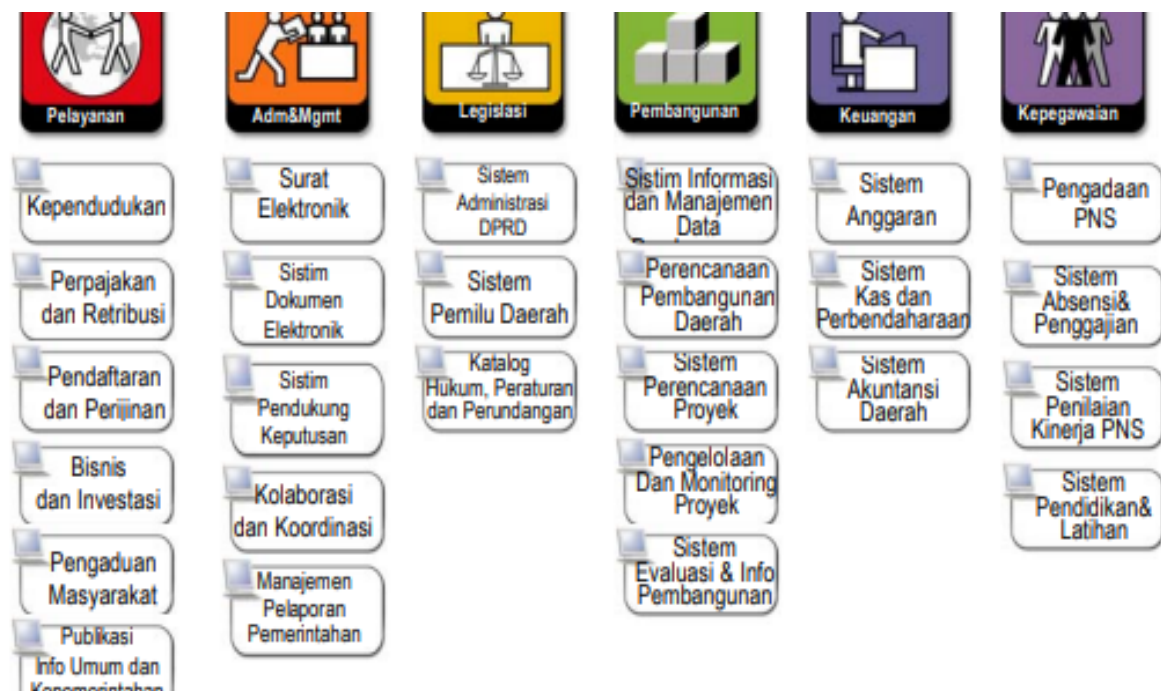 Pelayanan
Adm&Mgmt
Legislasi
Pembangunan
Keuangan
Kepegawaian
Kependudukan
Perpajakan
dan Retribusi
Pendaftaran
dan Perijinan
Bisnis
dan Investasi
Pengaduan
Masyarakat
Publikasi
Info Umum dan
Surat
Elektronik
Sistim
Dokumen
Elektronik
Sistim
Pendukung
Keputusan
Kolaborasi
dan Koordinasi
Manajemen
Pelaporan
Pemerintahan
Sistem
Administrasi
DPRD
Sistem
Pemilu Daerah
Katalog
Hukum, Peraturan
dan Perundangan
Sistim Informasi
dan Manajemen
Data
Perencanaan
Pembangunan
Daerah
Sistem
Perencanaan
Proyek
Pengelolaan
Dan Monitoring
Proyek
Sistem
Evaluasi & Info
Pembangunan
Sistem
Anggaran
Sistem
Kas dan
Perbendaharaan
Sistem
Akuntansi
Daerah
Pengadaan
PNS
Sistem
Absensi&
Penggajian
Sistem
Penilaian
Kinerja PNS
Sistem
Pendidikan&
Latihan